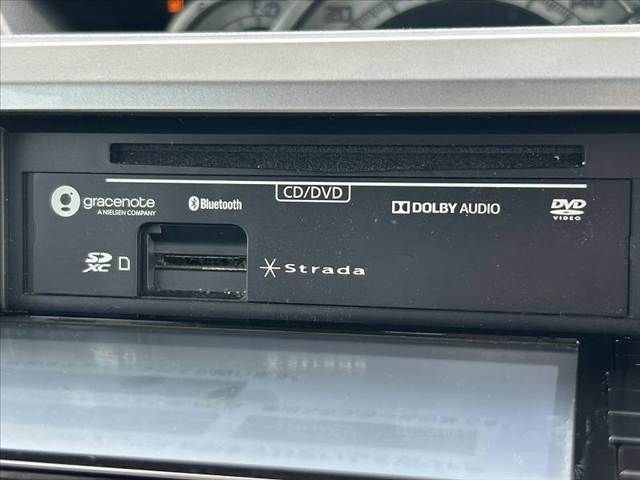 gracenote
A NIELSEN COMPANY
Bluetooth
CD/DVD
DOLBY AUDIO
DVD
VIDEO
SD
XC
Strada